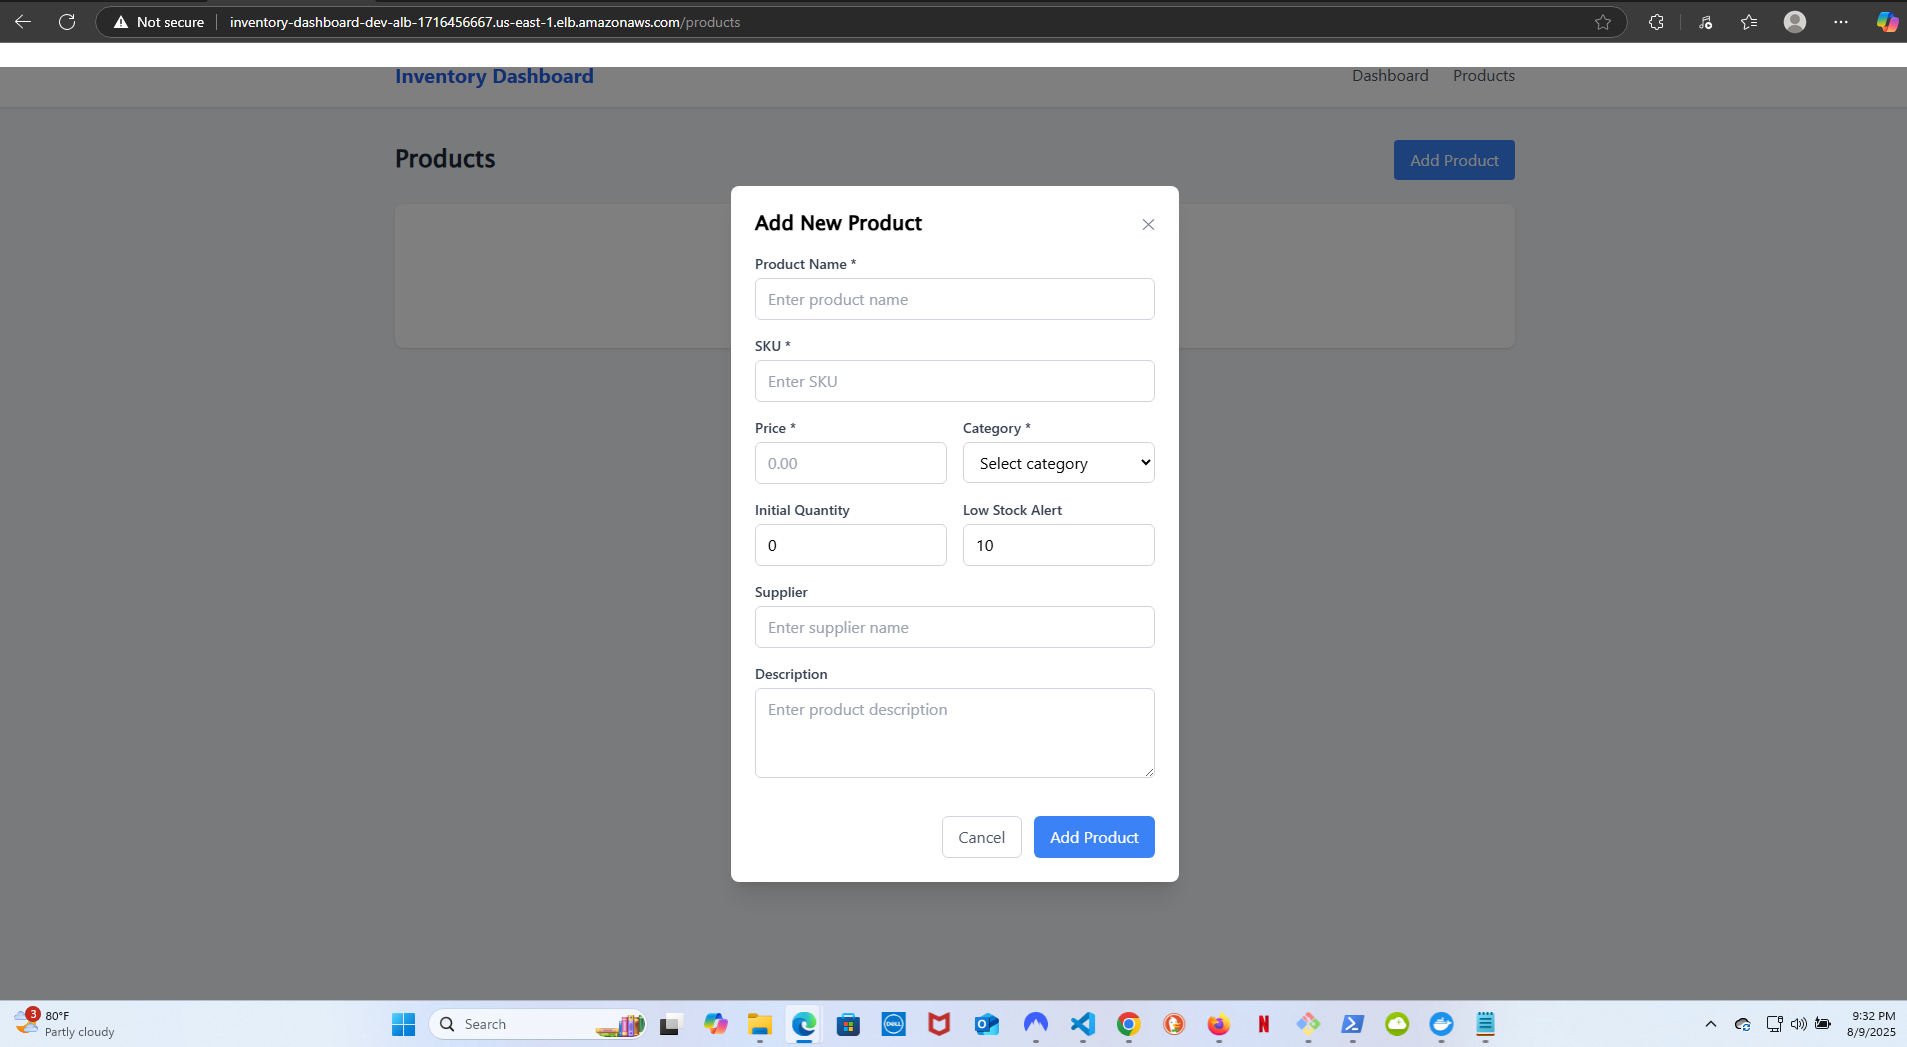 Not secure
inventory-dashboard-dev-alb-1716456667.us-east-1.elb.amazonaws.com/products
Inventory Dashboard
Dashboard Products
Products
Add Product
Add New Product
Product Name *
Enter product name
SKU *
Enter SKU
Price * Category *
0.00 Select category
Initial Quantity Low Stock Alert
0 10
Supplier
Enter supplier name
Description
Enter product description
Cancel Add Product
3
80°F
Partly cloudy
Search
DELL
N
9:32 PM
8/9/2025